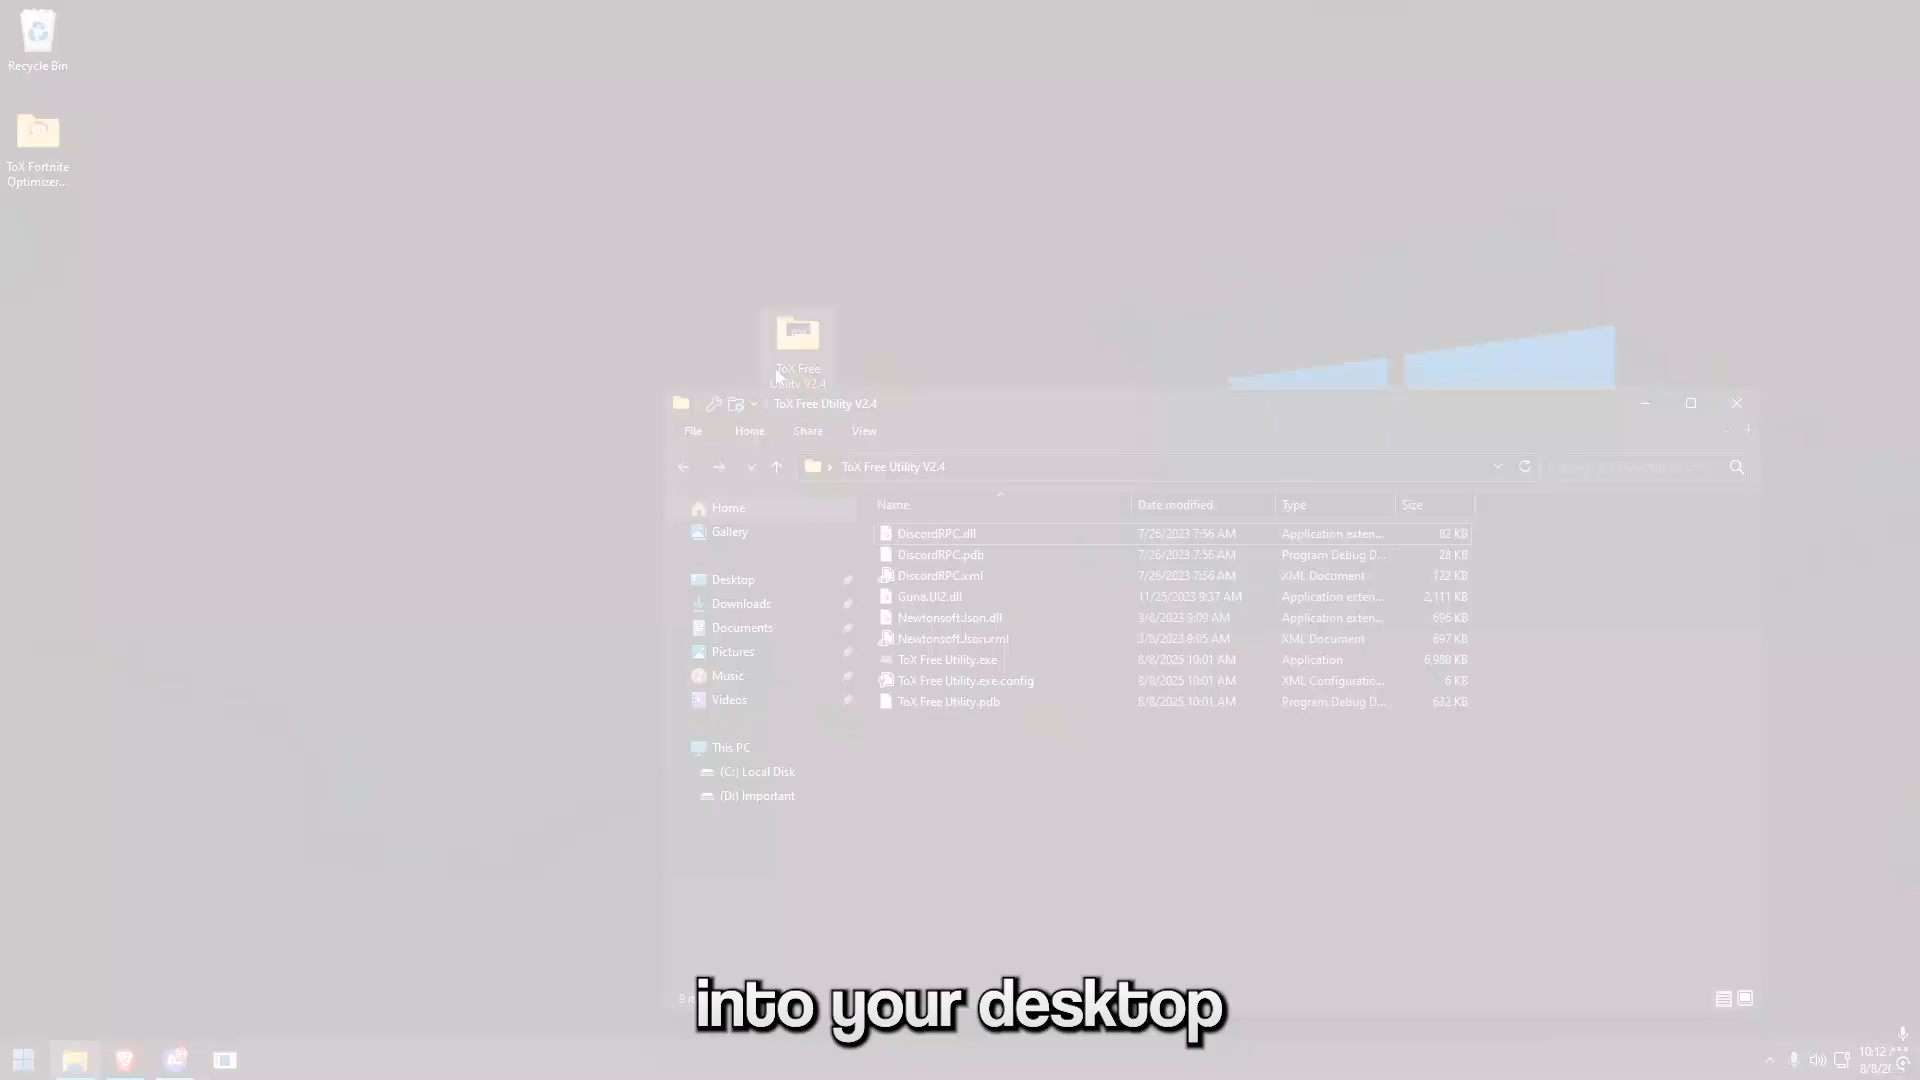 Recycle Bin
ToX Fortnite
Optimizer...
ToX Free
Utility V2.4
ToX Free Utility V2.4
File Home Share View
ToX Free Utility V2.4
Name Date modified Type Size
Home
Gallery
Desktop
Downloads
Documents
Pictures
Music
Videos
This PC
(C:) Local Disk
(D:) Important
DiscordRPC.dll 7/26/2023 7:56 AM Application exten... 82 KB
DiscordRPC.pdb 7/26/2023 7:56 AM Program Debug D... 28 KB
DiscordRPC.xml 7/26/2023 7:56 AM XML Document 122 KB
Guna.UI2.dll 11/25/2023 9:37 AM Application exten... 2,111 KB
Newtonsoft.Json.dll 3/8/2023 9:09 AM Application exten... 696 KB
Newtonsoft.Json.xml 3/8/2023 9:05 AM XML Document 697 KB
ToX Free Utility.exe 8/8/2025 10:01 AM Application 6,980 KB
ToX Free Utility.exe.config 8/8/2025 10:01 AM XML Configuratio... 6 KB
ToX Free Utility.pdb 8/8/2025 10:01 AM Program Debug D... 632 KB
into your desktop
10:12